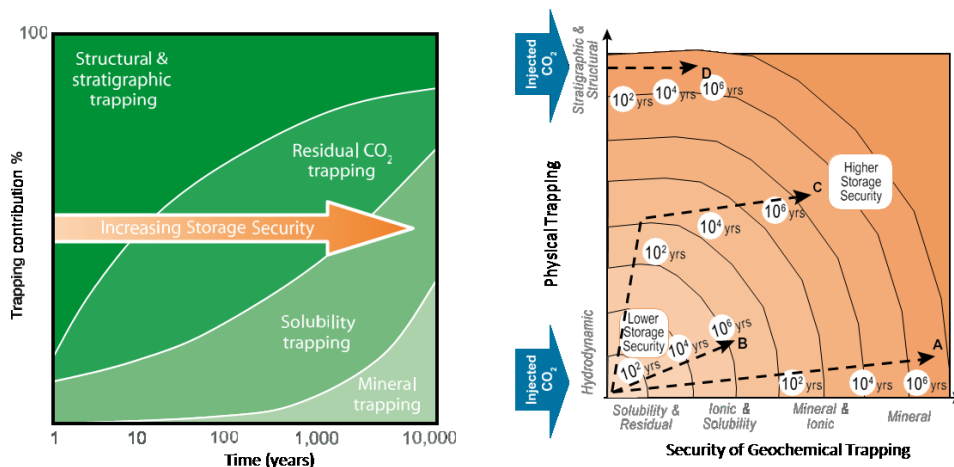 Trapping contribution %
100
Structural &
stratigraphic
trapping
Residual CO₂
trapping
Increasing Storage Security
Solubility
trapping
Mineral
trapping
1
10
100
1,000
10,000
Time (years)
Injected
CO₂
Stratigraphic &
Structural
Physical Trapping
Injected
CO₂
Hydrodynamic
D
10² yrs
10⁴ yrs
10⁶ yrs
Higher
Storage
Security
C
10⁶ yrs
10⁴ yrs
10² yrs
Lower
Storage
Security
10⁶ yrs
10⁴ yrs
10² yrs
B
A
10² yrs
10⁴ yrs
10⁶ yrs
Solubility &
Residual
Ionic &
Solubility
Mineral &
Ionic
Mineral
Security of Geochemical Trapping